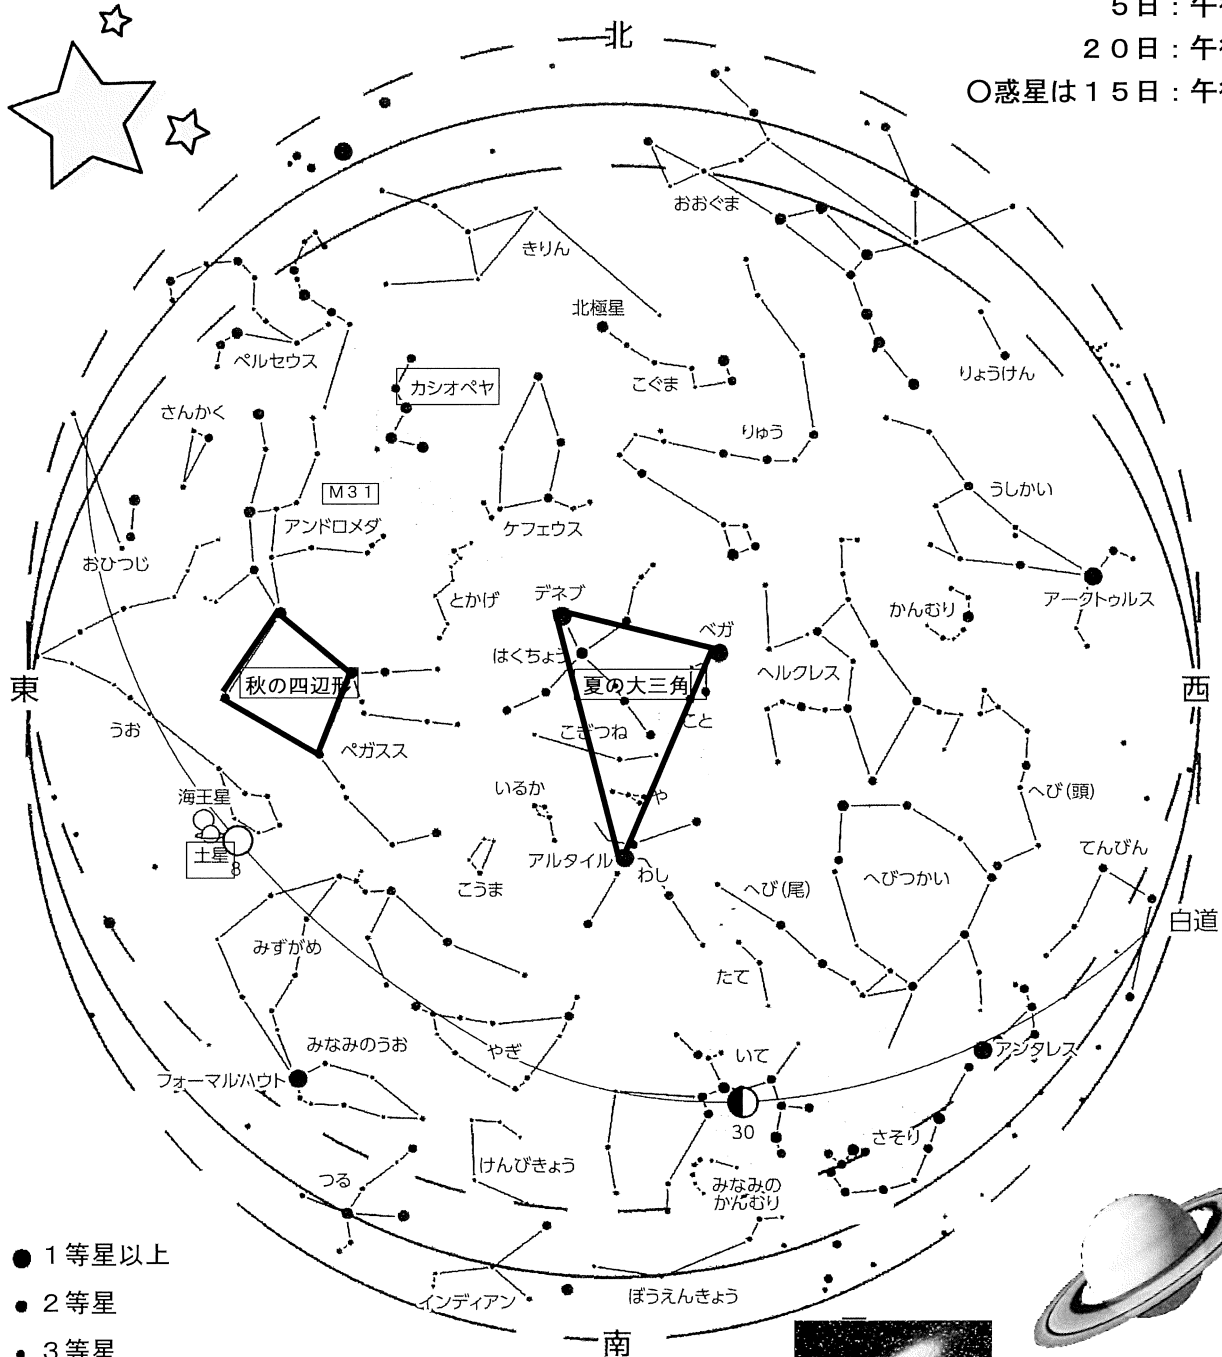 北
5日：午
20日：午後
〇惑星は15日：午後
おおぐま
きりん
北極星
ペルセウス
カシオペヤ
こぐま
りょうけん
さんかく
りゅう
M31
うしかい
アンドロメダ
ケフェウス
おひつじ
とかげ
デネブ
かんむり
アークトゥルス
ベガ
はくちょう
ヘルクレス
東
秋の四辺形
夏の大三角
西
うお
ペガスス
こぎつね
こと
海王星
いるか
や
へび(頭)
土星
8
アルタイル
わし
てんびん
こうま
へび(尾)
へびつかい
白道
みずがめ
たて
みなみのうお
やぎ
いて
アンタレス
フォーマルハウト
30
さそり
つる
けんびきょう
みなみの
かんむり
●1等星以上
インディアン
ぼうえんきょう
●2等星
南
・3等星